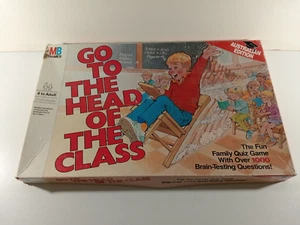 MB
GO
TO
THE
HEAD
OF
THE
CLASS
AUSTRALIAN
EDITION
The Fun
Family Quiz Game
With Over 1000
Brain-Testing Questions!